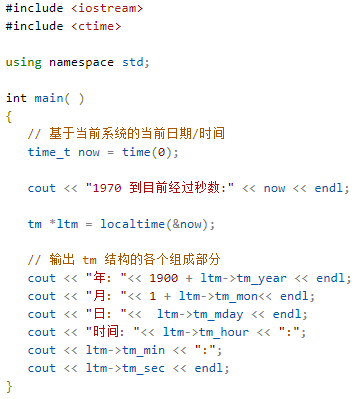 #include <iostream>
#include <ctime>

using namespace std;

int main( )
{
   // 基于当前系统的当前日期/时间
   time_t now = time(0);

   cout << "1970 到目前经过秒数:" << now << endl;

   tm *ltm = localtime(&now);

   // 输出 tm 结构的各个组成部分
   cout << "年: "<< 1900 + ltm->tm_year << endl;
   cout << "月: "<< 1 + ltm->tm_mon<< endl;
   cout << "日: "<<  ltm->tm_mday << endl;
   cout << "时间: "<< ltm->tm_hour << ":";
   cout << ltm->tm_min << ":";
   cout << ltm->tm_sec << endl;
}